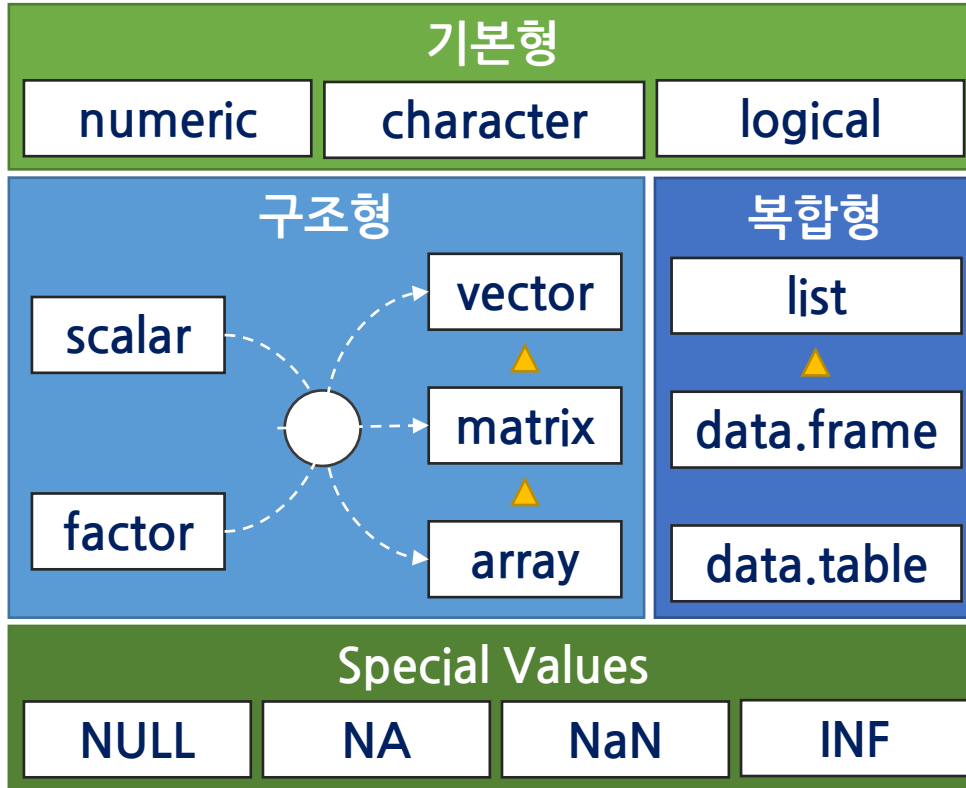 기본형
numeric
character
logical
구조형
scalar
factor
vector
matrix
array
복합형
list
data.frame
data.table
Special Values
NULL
NA
NaN
INF